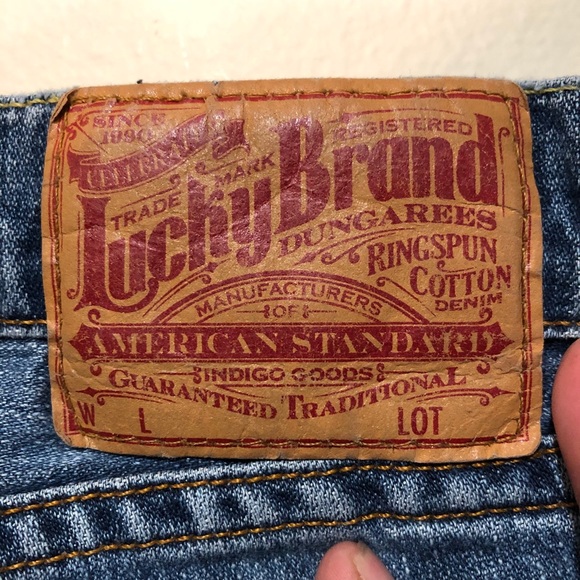 SINCE
1990
REGISTERED
TRADE MARK
Lucky Brand
DUNGAREES
RINGSPUN
COTTON
DENIM
MANUFACTURERS
OF
AMERICAN STANDARD
INDIGO GOODS
GUARANTEED TRADITIONAL
W L LOT